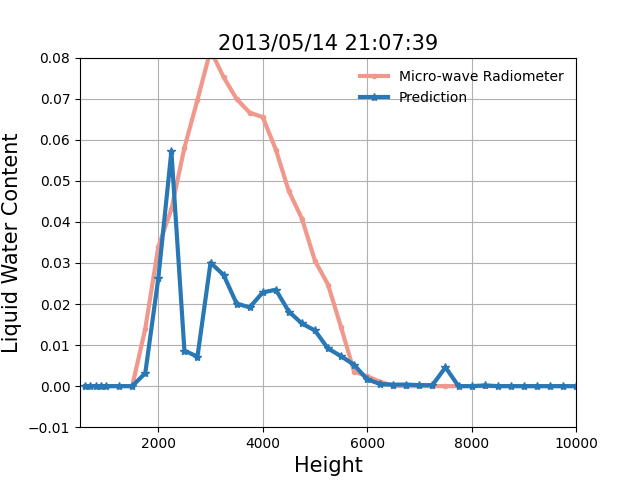 2013/05/14 21:07:39
Micro-wave Radiometer
Prediction
Liquid Water Content
0.08
0.07
0.06
0.05
0.04
0.03
0.02
0.01
0.00
−0.01
2000 4000 6000 8000 10000
Height